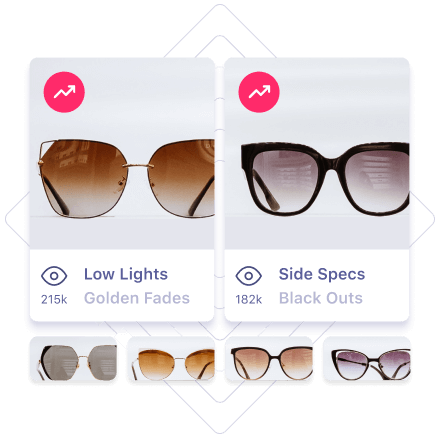 Low Lights
215k
Golden Fades
Side Specs
182k
Black Outs